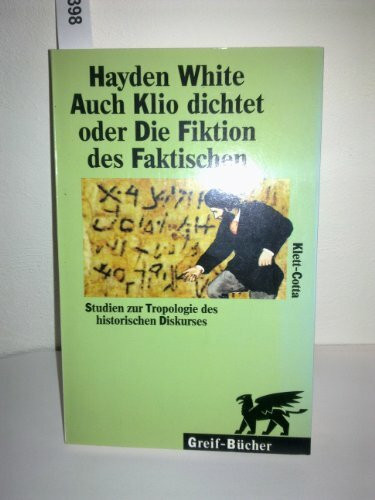 398
Hayden White
Auch Klio dichtet
oder Die Fiktion
des Faktischen
Klett-Cotta
Studien zur Tropologie des
historischen Diskurses
Greif-Bücher